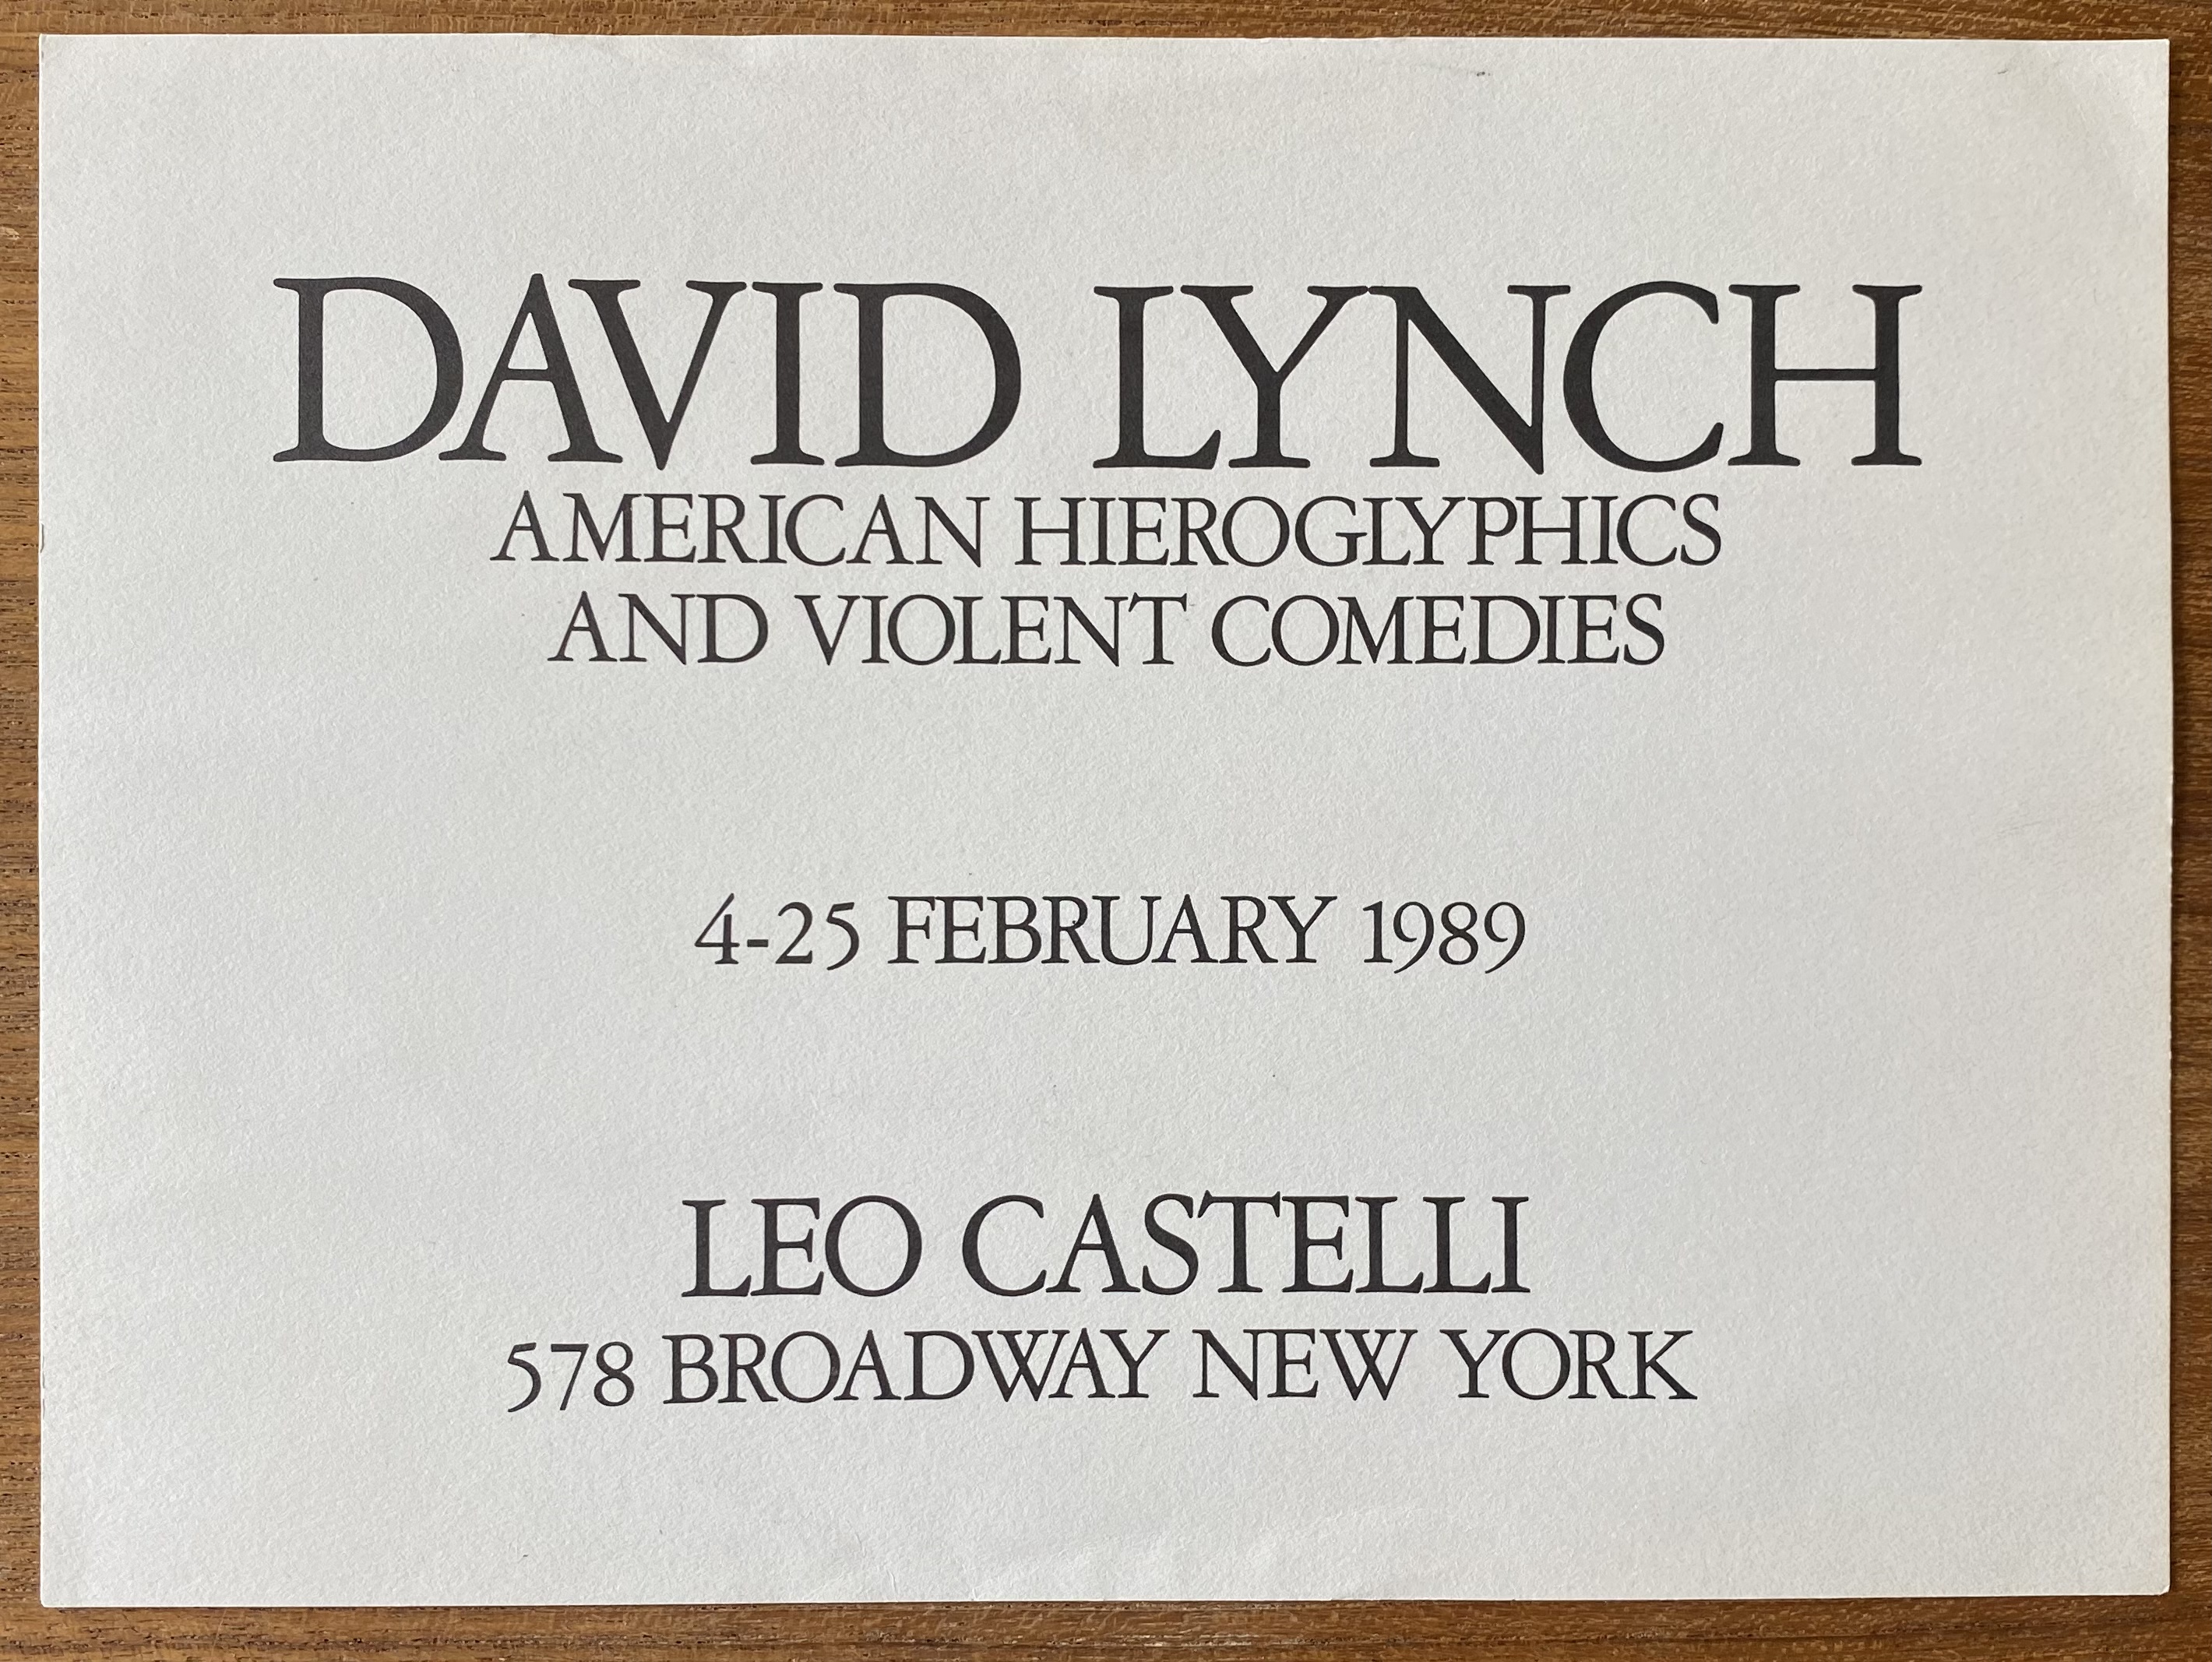 DAVID LYNCH
AMERICAN HIEROGLYPHICS
AND VIOLENT COMEDIES
4-25 FEBRUARY 1989
LEO CASTELLI
578 BROADWAY NEW YORK